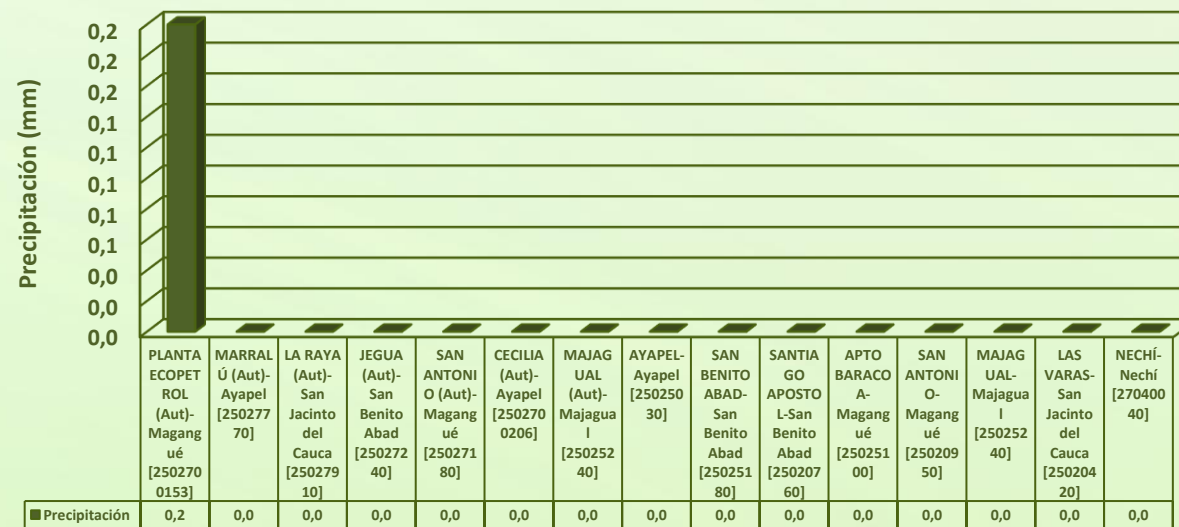 Precipitación (mm)
0,2
0,2
0,2
0,1
0,1
0,1
0,1
0,1
0,0
0,0
0,0
PLANTA
ECOPET
ROL
(Aut)-
Magang
ué
[250270
0153]
MARRAL
Ú (Aut)-
Ayapel
[250277
70]
LA RAYA
(Aut)-
San
Jacinto
del
Cauca
[250279
10]
JEGUA
(Aut)-
San
Benito
Abad
[250272
40]
SAN
ANTONI
O (Aut)-
Magang
ué
[250271
80]
CECILIA
(Aut)-
Ayapel
[250270
0206]
MAJAG
UAL
(Aut)-
Majagua
l
[250252
40]
AYAPEL-
Ayapel
[250250
30]
SAN
BENITO
ABAD-
San
Benito
Abad
[250251
80]
SANTIA
GO
APOSTO
L-San
Benito
Abad
[250207
60]
APTO
BARACO
A-
Magang
ué
[250251
00]
SAN
ANTONI
O-
Magang
ué
[250209
50]
MAJAG
UAL-
Majagua
l
[250252
40]
LAS
VARAS-
San
Jacinto
del
Cauca
[250204
20]
NECHÍ-
Nechí
[270400
40]
Precipitación 0,2 0,0 0,0 0,0 0,0 0,0 0,0 0,0 0,0 0,0 0,0 0,0 0,0 0,0 0,0